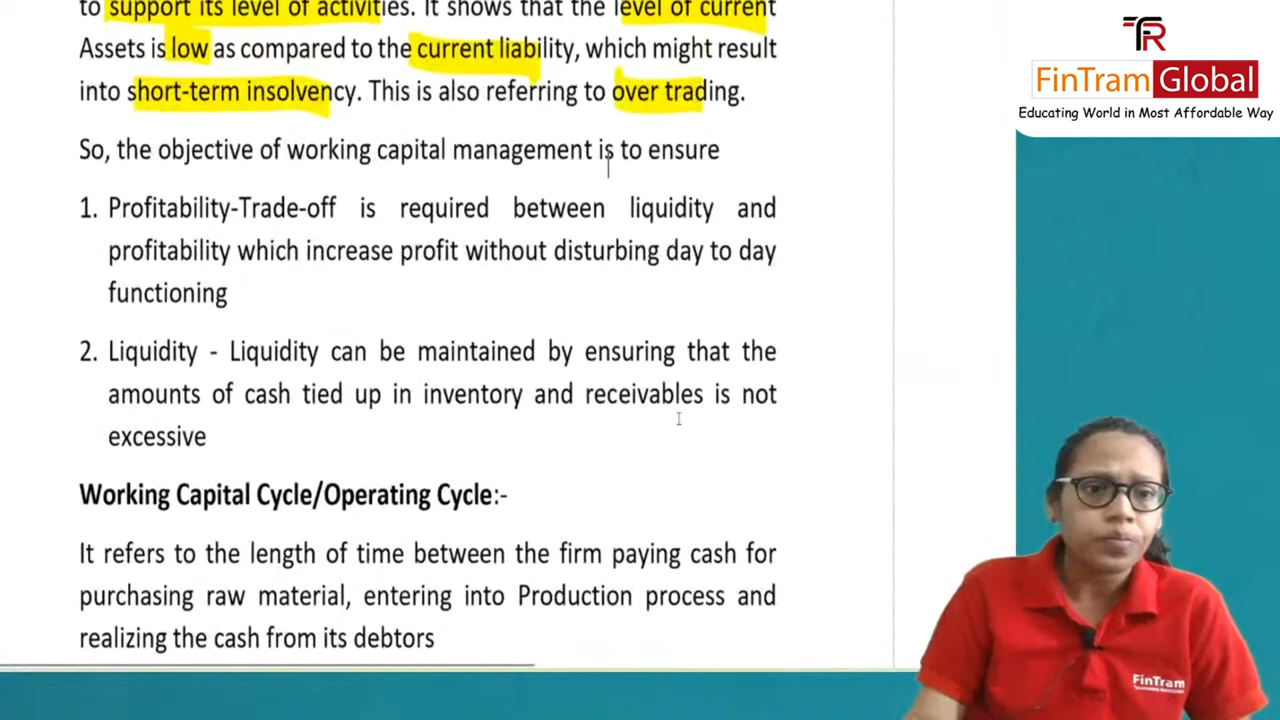 to support its level of activities. It shows that the level of current
Assets is low as compared to the current liability, which might result
into short-term insolvency. This is also referring to over trading.
So, the objective of working capital management is to ensure
1. Profitability-Trade-off is required between liquidity and
profitability which increase profit without disturbing day to day
functioning
2. Liquidity - Liquidity can be maintained by ensuring that the
amounts of cash tied up in inventory and receivables is not
excessive
Working Capital Cycle/Operating Cycle:-
It refers to the length of time between the firm paying cash for
purchasing raw material, entering into Production process and
realizing the cash from its debtors
FinTram Global
Educating World in Most Affordable Way
FinTram